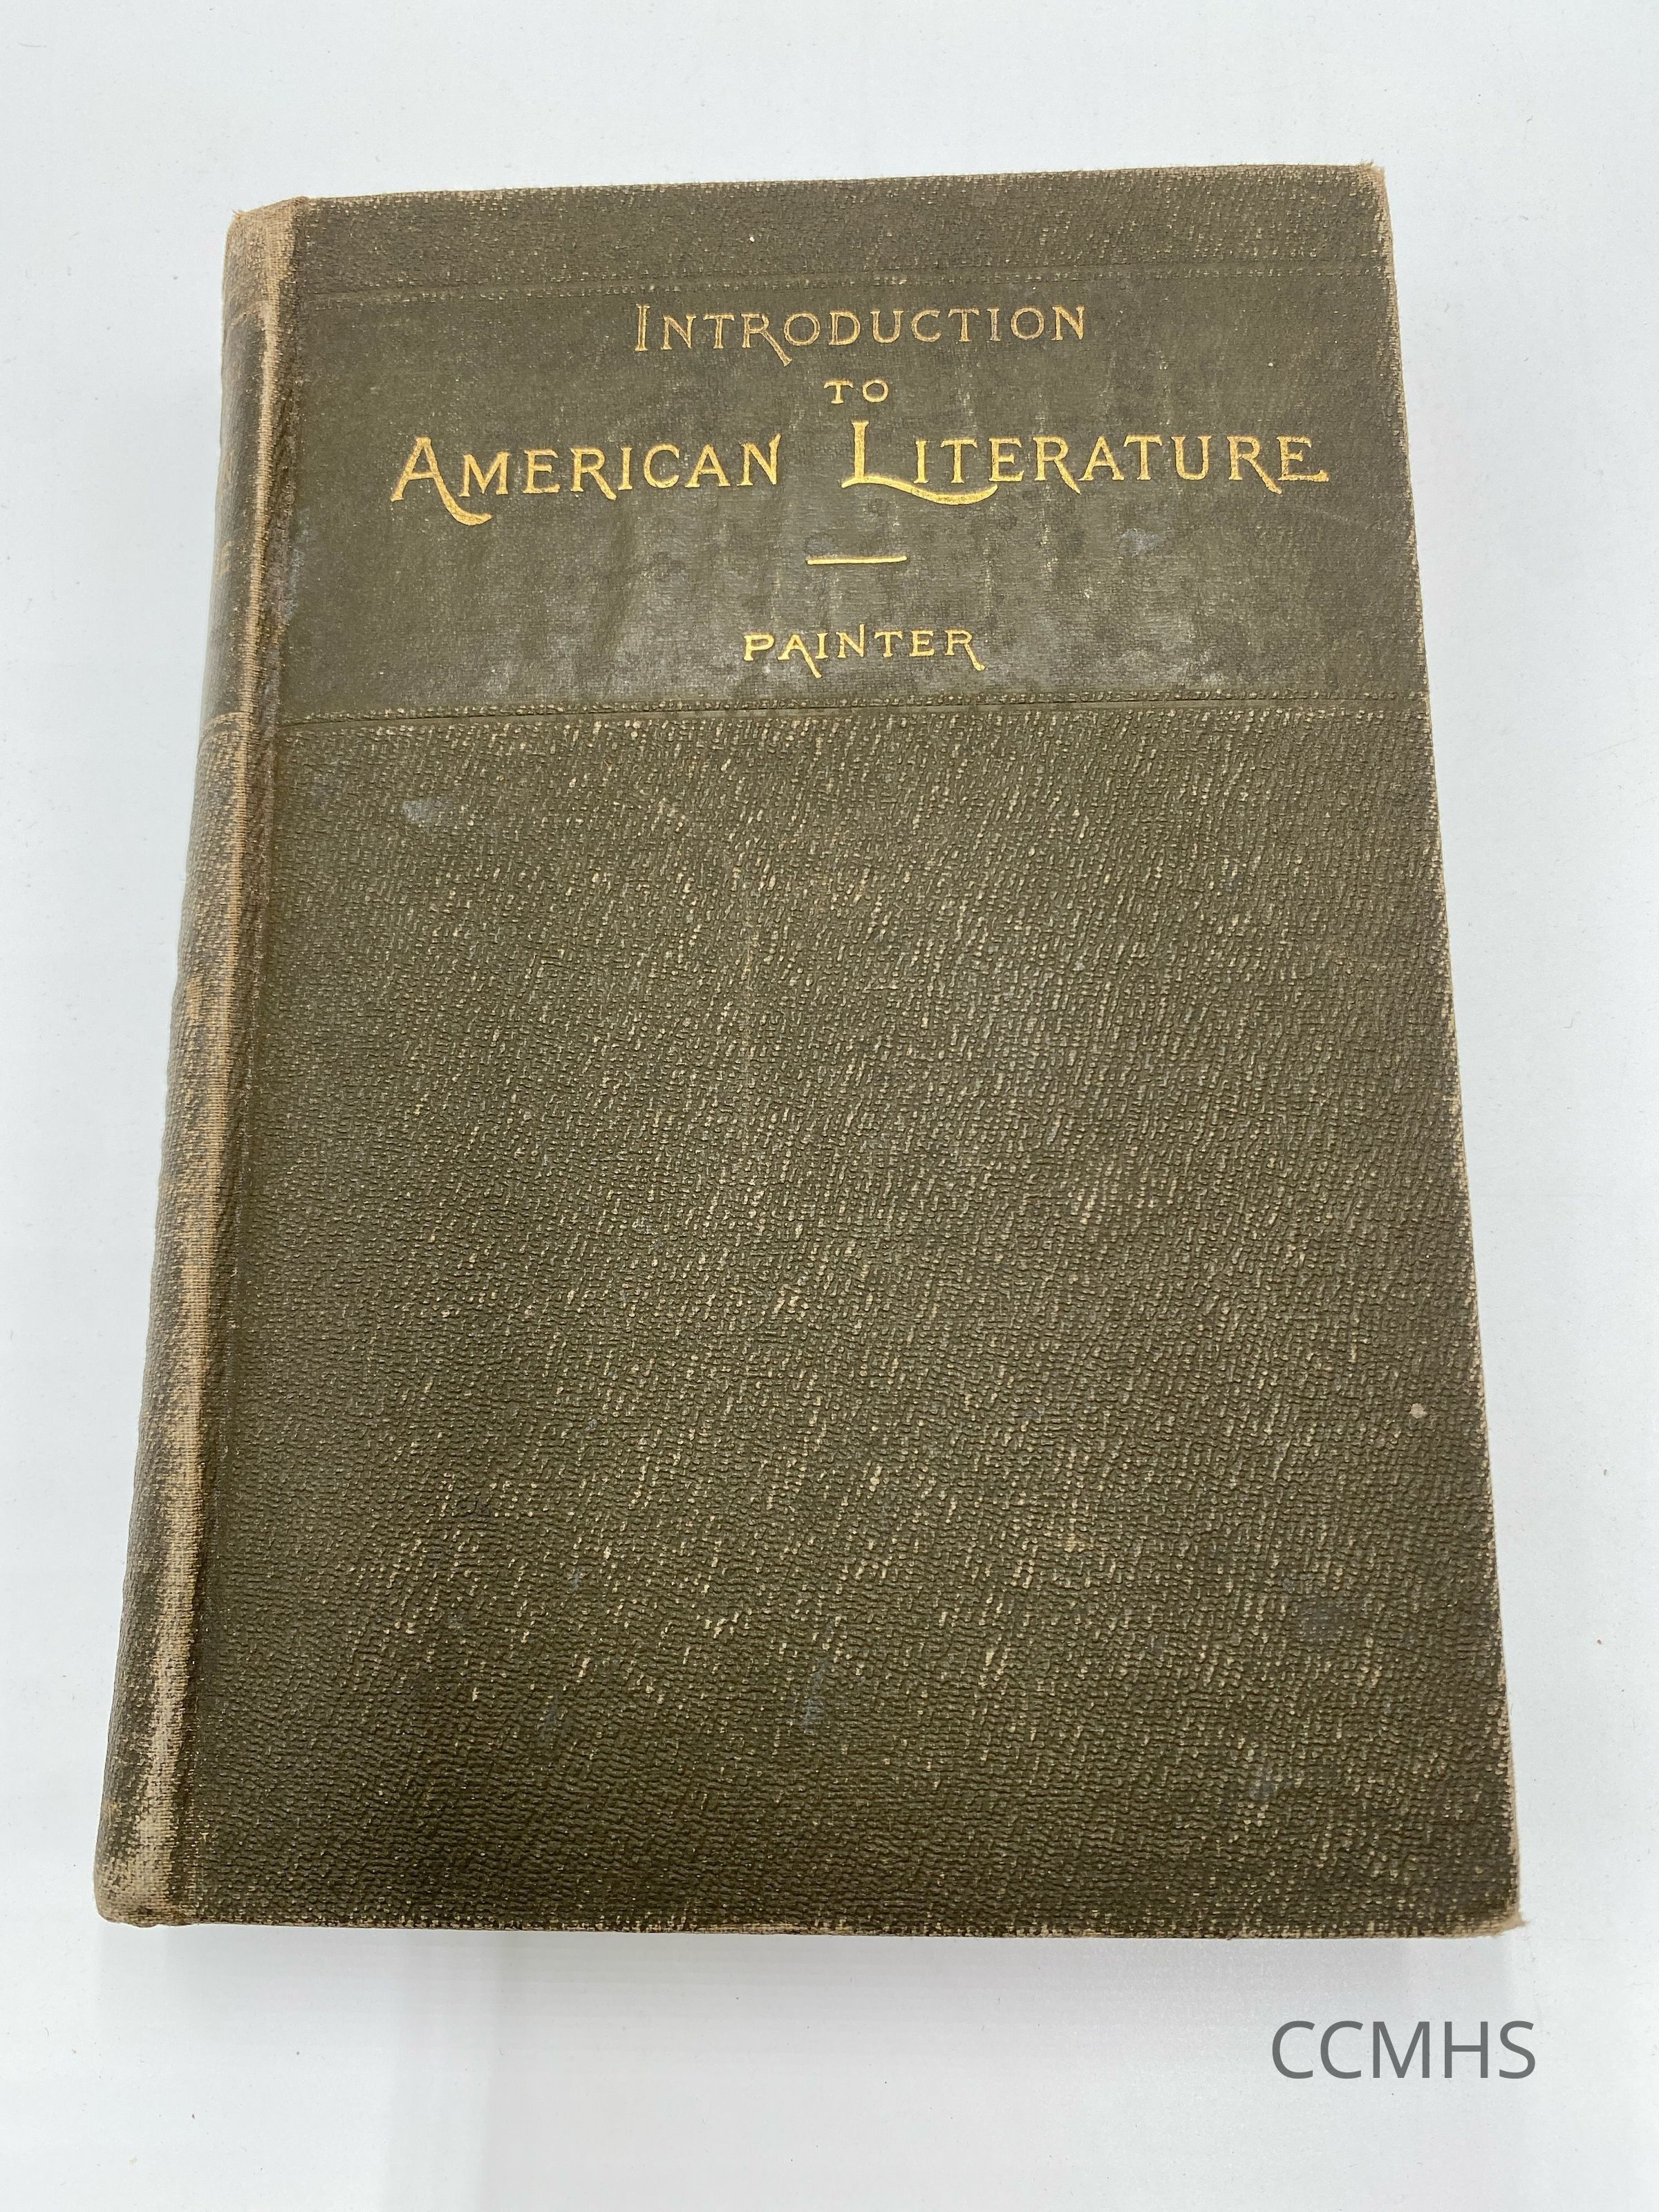 INTRODUCTION
TO
AMERICAN LITERATURE
PAINTER
CCMHS